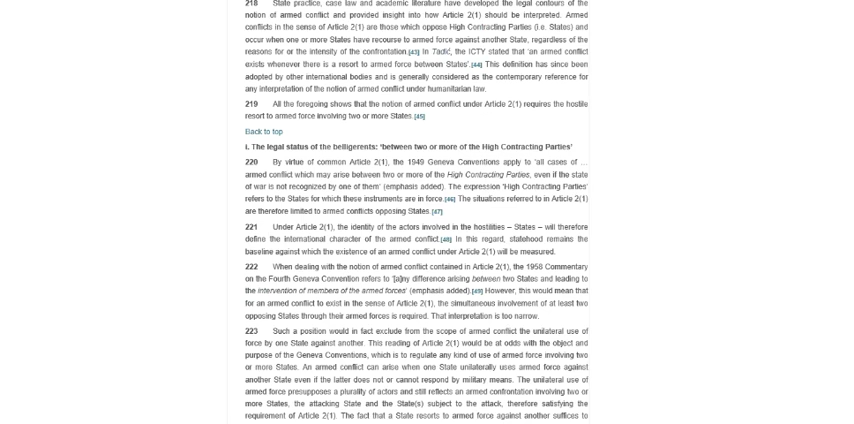 218 State practice, case law and academic literature have developed the legal contours of the
notion of armed conflict and provided insight into how Article 2(1) should be interpreted. Armed
conflicts in the sense of Article 2(1) are those which oppose High Contracting Parties (i.e. States) and
occur when one or more States have recourse to armed force against another State, regardless of the
reasons for or the intensity of the confrontation.[43] In Tadić, the ICTY stated that ‘an armed conflict
exists whenever there is a resort to armed force between States’.[44] This definition has since been
adopted by other international bodies and is generally considered as the contemporary reference for
any interpretation of the notion of armed conflict under humanitarian law.
219 All the foregoing shows that the notion of armed conflict under Article 2(1) requires the hostile
resort to armed force involving two or more States.[45]
Back to top
i. The legal status of the belligerents: ‘between two or more of the High Contracting Parties’
220 By virtue of common Article 2(1), the 1949 Geneva Conventions apply to ‘all cases of …
armed conflict which may arise between two or more of the High Contracting Parties, even if the state
of war is not recognized by one of them’ (emphasis added). The expression ‘High Contracting Parties’
refers to the States for which these instruments are in force.[46] The situations referred to in Article 2(1)
are therefore limited to armed conflicts opposing States.[47]
221 Under Article 2(1), the identity of the actors involved in the hostilities – States – will therefore
define the international character of the armed conflict.[48] In this regard, statehood remains the
baseline against which the existence of an armed conflict under Article 2(1) will be measured.
222 When dealing with the notion of armed conflict contained in Article 2(1), the 1958 Commentary
on the Fourth Geneva Convention refers to ‘[a]ny difference arising between two States and leading to
the intervention of members of the armed forces’ (emphasis added).[49] However, this would mean that
for an armed conflict to exist in the sense of Article 2(1), the simultaneous involvement of at least two
opposing States through their armed forces is required. That interpretation is too narrow.
223 Such a position would in fact exclude from the scope of armed conflict the unilateral use of
force by one State against another. This reading of Article 2(1) would be at odds with the object and
purpose of the Geneva Conventions, which is to regulate any kind of use of armed force involving two
or more States. An armed conflict can arise when one State unilaterally uses armed force against
another State even if the latter does not or cannot respond by military means. The unilateral use of
armed force presupposes a plurality of actors and still reflects an armed confrontation involving two or
more States, the attacking State and the State(s) subject to the attack, therefore satisfying the
requirement of Article 2(1). The fact that a State resorts to armed force against another suffices to